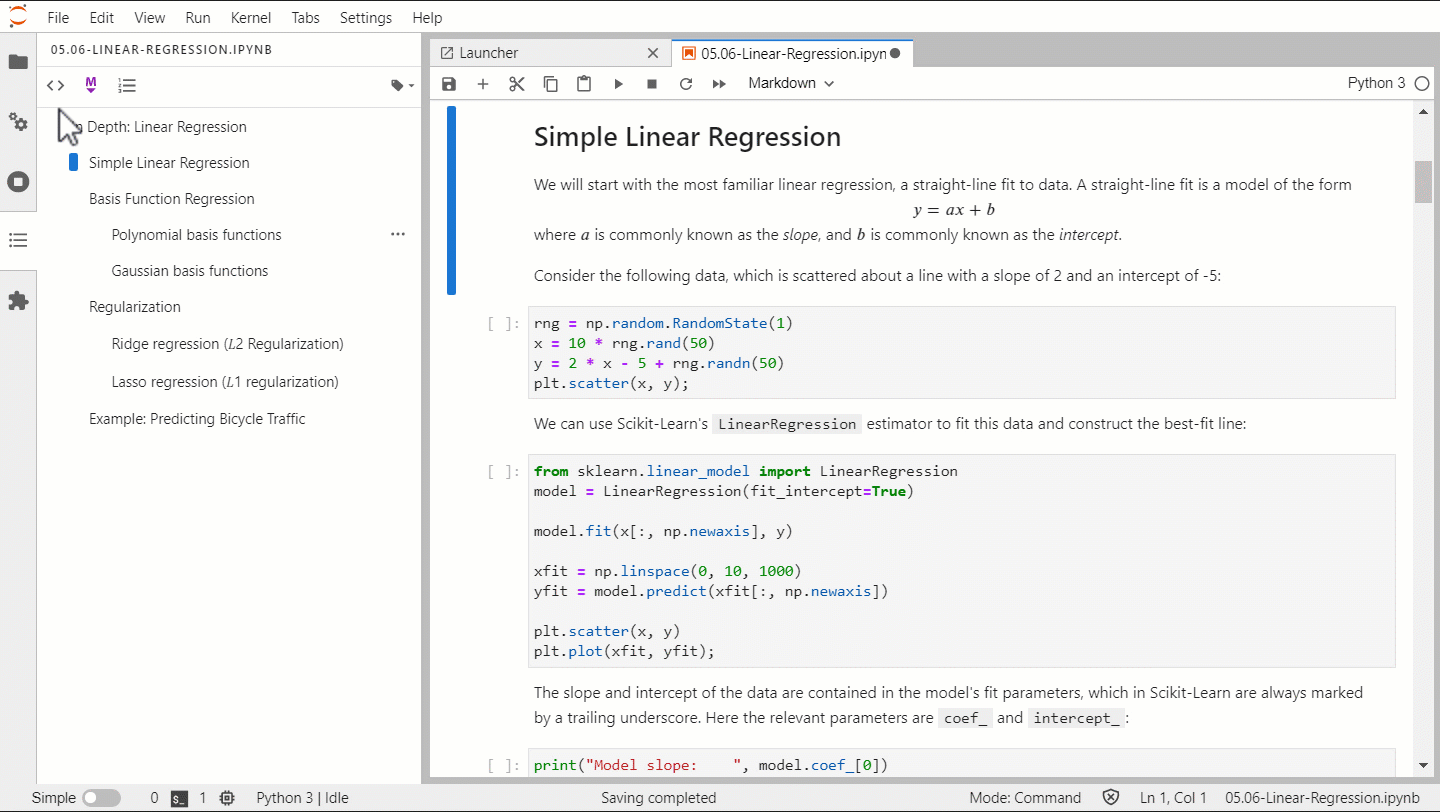 File Edit View Run Kernel Tabs Settings Help
05.06-LINEAR-REGRESSION.IPYNB
M
Depth: Linear Regression
Simple Linear Regression
Basis Function Regression
Polynomial basis functions
Gaussian basis functions
Regularization
Ridge regression (L2 Regularization)
Lasso regression (L1 regularization)
Example: Predicting Bicycle Traffic
Launcher
05.06-Linear-Regression.ipyn
Markdown
Python 3
Simple Linear Regression
We will start with the most familiar linear regression, a straight-line fit to data. A straight-line fit is a model of the form
y = ax + b
where a is commonly known as the slope, and b is commonly known as the intercept.
Consider the following data, which is scattered about a line with a slope of 2 and an intercept of -5:
[ ]: rng = np.random.RandomState(1)
x = 10 * rng.rand(50)
y = 2 * x - 5 + rng.randn(50)
plt.scatter(x, y);
We can use Scikit-Learn's LinearRegression estimator to fit this data and construct the best-fit line:
[ ]: from sklearn.linear_model import LinearRegression
model = LinearRegression(fit_intercept=True)
model.fit(x[:, np.newaxis], y)
xfit = np.linspace(0, 10, 1000)
yfit = model.predict(xfit[:, np.newaxis])
plt.scatter(x, y)
plt.plot(xfit, yfit);
The slope and intercept of the data are contained in the model's fit parameters, which in Scikit-Learn are always marked
by a trailing underscore. Here the relevant parameters are coef_ and intercept_:
[ ]: print("Model slope:    ", model.coef_[0])
Simple 0 $_ 1 Python 3 | Idle Saving completed Mode: Command Ln 1, Col 1 05.06-Linear-Regression.ipynb